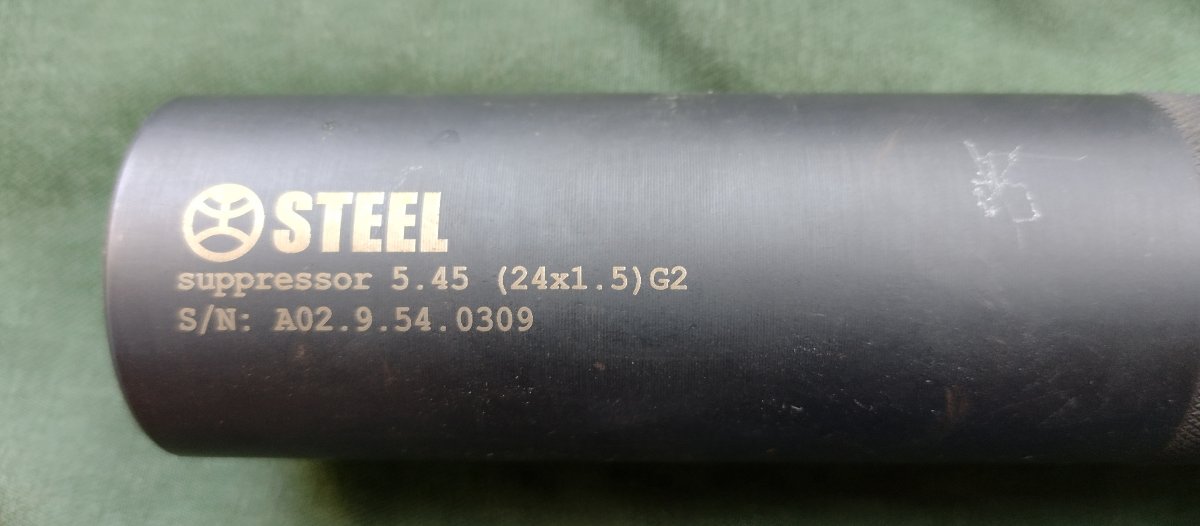 STEEL
suppressor 5.45 (24x1.5)G2
S/N: A02.9.54.0309